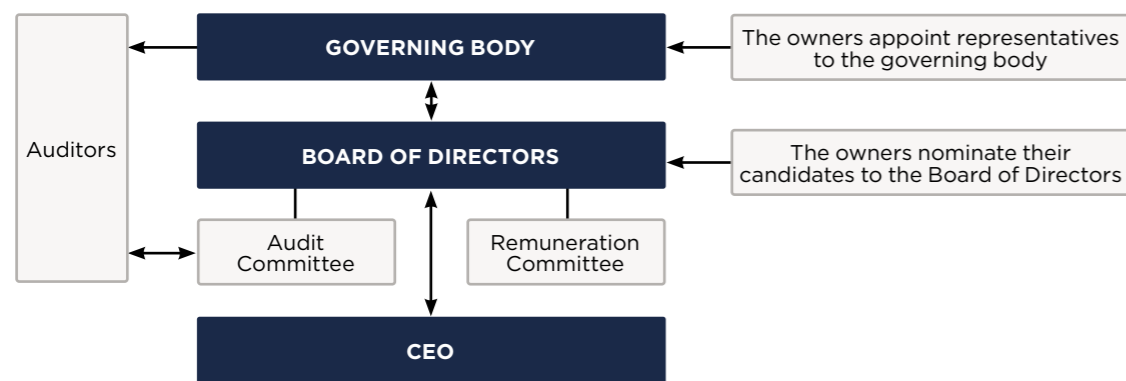 GOVERNING BODY
The owners appoint representatives
to the governing body
Auditors
BOARD OF DIRECTORS
The owners nominate their
candidates to the Board of Directors
Audit
Committee
Remuneration
Committee
CEO